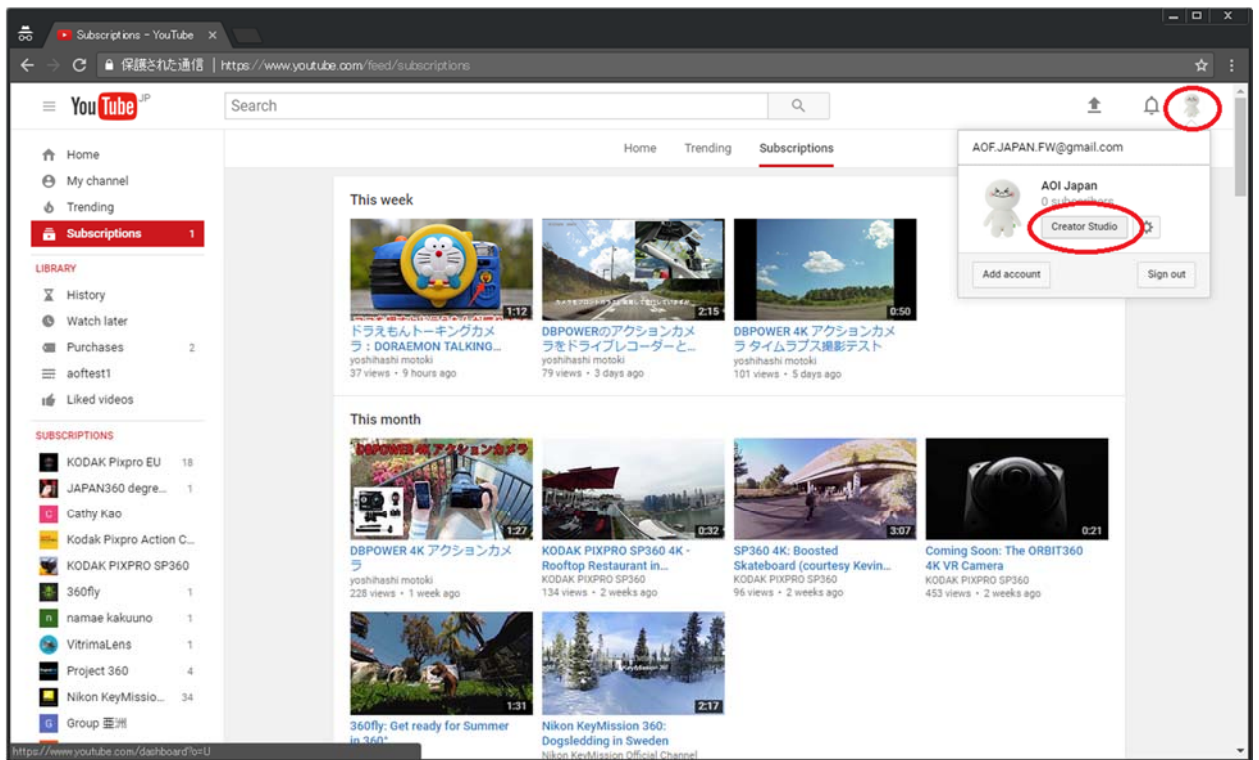 Subscriptions - YouTube
保護された通信 | https://www.youtube.com/feed/subscriptions
YouTube JP
Search
Home Trending Subscriptions
AOF.JAPAN.FW@gmail.com
AOI Japan
0 subscribers
Creator Studio
Add account Sign out
Home
My channel
Trending
Subscriptions 1
LIBRARY
History
Watch later
Purchases 2
aoftest1
Liked videos
SUBSCRIPTIONS
KODAK Pixpro EU 18
JAPAN360 degre... 1
Cathy Kao
Kodak Pixpro Action C...
KODAK PIXPRO SP360
360fly 1
namae kakuuno 1
VitrimaLens 1
Project 360 4
Nikon KeyMissio... 34
Group 亜洲
This week
1:12
ドラえもんトーキングカメ
ラ：DORAEMON TALKING...
yoshihashi motoki
37 views • 9 hours ago
2:15
DBPOWERのアクションカメ
ラをドライブレコーダーと...
yoshihashi motoki
79 views • 3 days ago
0:50
DBPOWER 4K アクションカメ
ラ タイムラプス撮影テスト
yoshihashi motoki
101 views • 5 days ago
This month
DBPOWER 4K アクションカメラ
1:27
DBPOWER 4K アクションカメ
ラ
yoshihashi motoki
228 views • 1 week ago
0:32
KODAK PIXPRO SP360 4K -
Rooftop Restaurant in...
KODAK PIXPRO SP360
134 views • 2 weeks ago
3:07
SP360 4K: Boosted
Skateboard (courtesy Kevin...
KODAK PIXPRO SP360
96 views • 2 weeks ago
0:21
Coming Soon: The ORBIT360
4K VR Camera
KODAK PIXPRO SP360
453 views • 2 weeks ago
1:31
360fly: Get ready for Summer
in 360°
KeyMission 360
2:17
Nikon KeyMission 360:
Dogsledding in Sweden
Nikon KeyMission Official Channel
https://www.youtube.com/dashboard?o=U